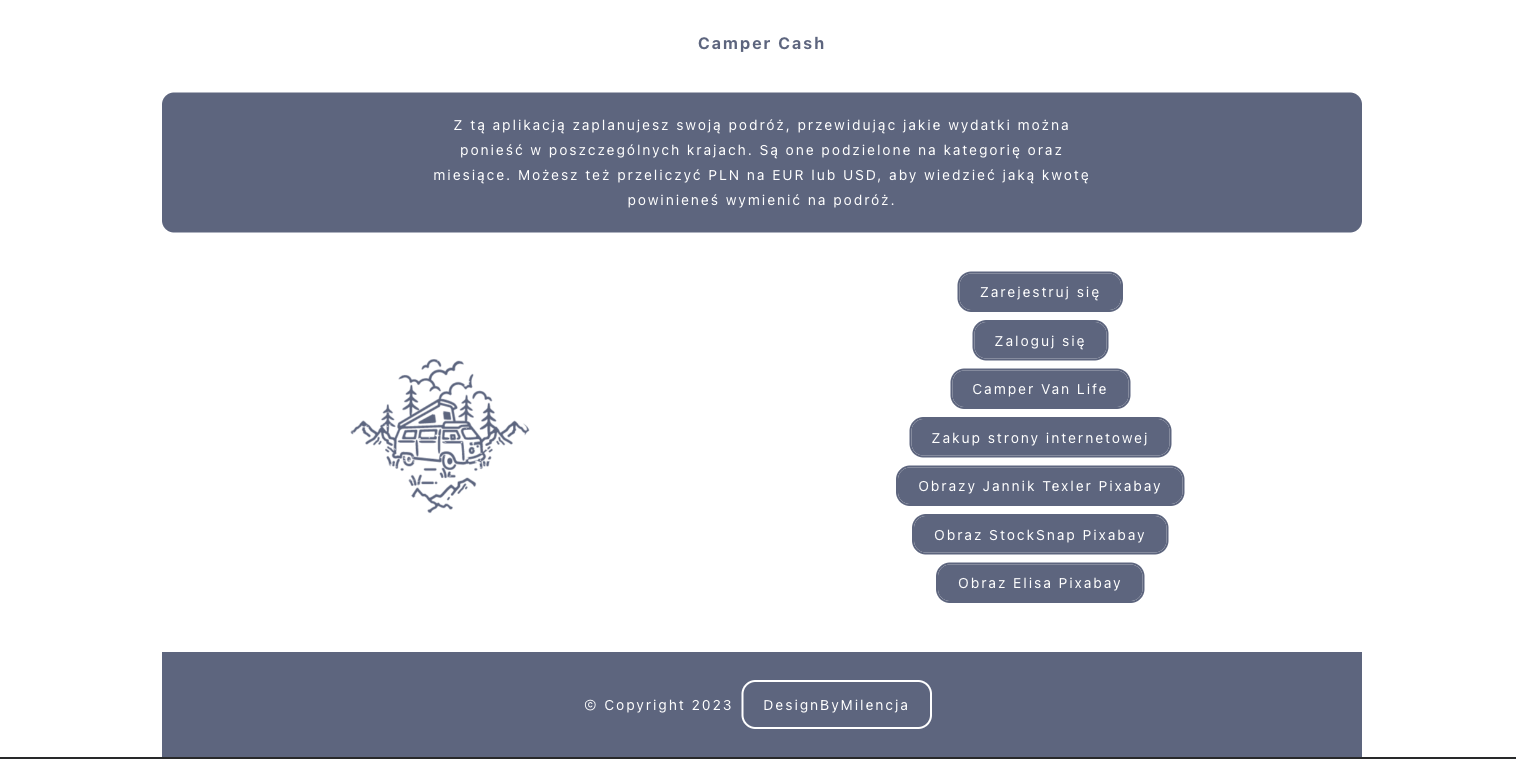 Camper Cash
Z tą aplikacją zaplanujesz swoją podróż, przewidując jakie wydatki można
ponieść w poszczególnych krajach. Są one podzielone na kategorię oraz
miesiące. Możesz też przeliczyć PLN na EUR lub USD, aby wiedzieć jaką kwotę
powinieneś wymienić na podróż.
Zarejestruj się
Zaloguj się
Camper Van Life
Zakup strony internetowej
Obrazy Jannik Texler Pixabay
Obraz StockSnap Pixabay
Obraz Elisa Pixabay
© Copyright 2023 DesignByMilencja